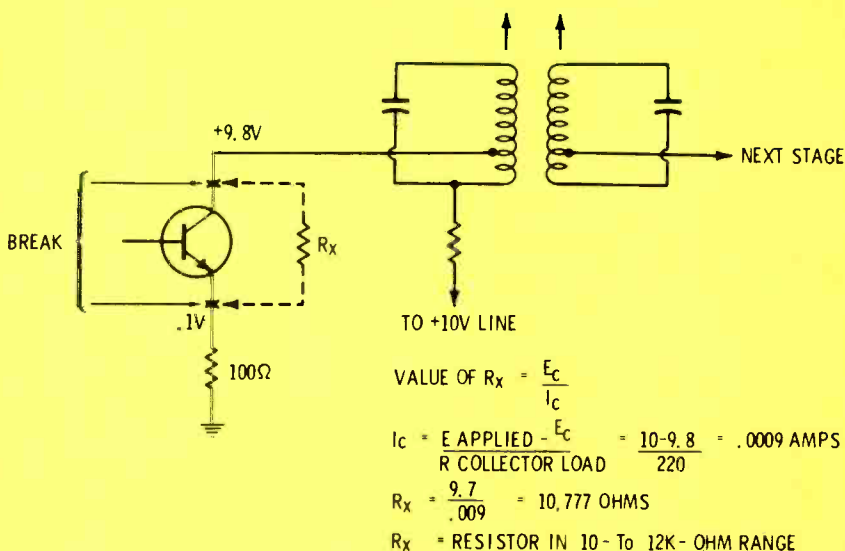 +9.8V
NEXT STAGE
BREAK
Rx
.1V
TO +10V LINE
100Ω
VALUE OF Rx = Ec / Ic
Ic = E APPLIED - Ec / R COLLECTOR LOAD = 10-9.8 / 220 = .0009 AMPS
Rx = 9.7 / .009 = 10,777 OHMS
Rx = RESISTOR IN 10- To 12K- OHM RANGE